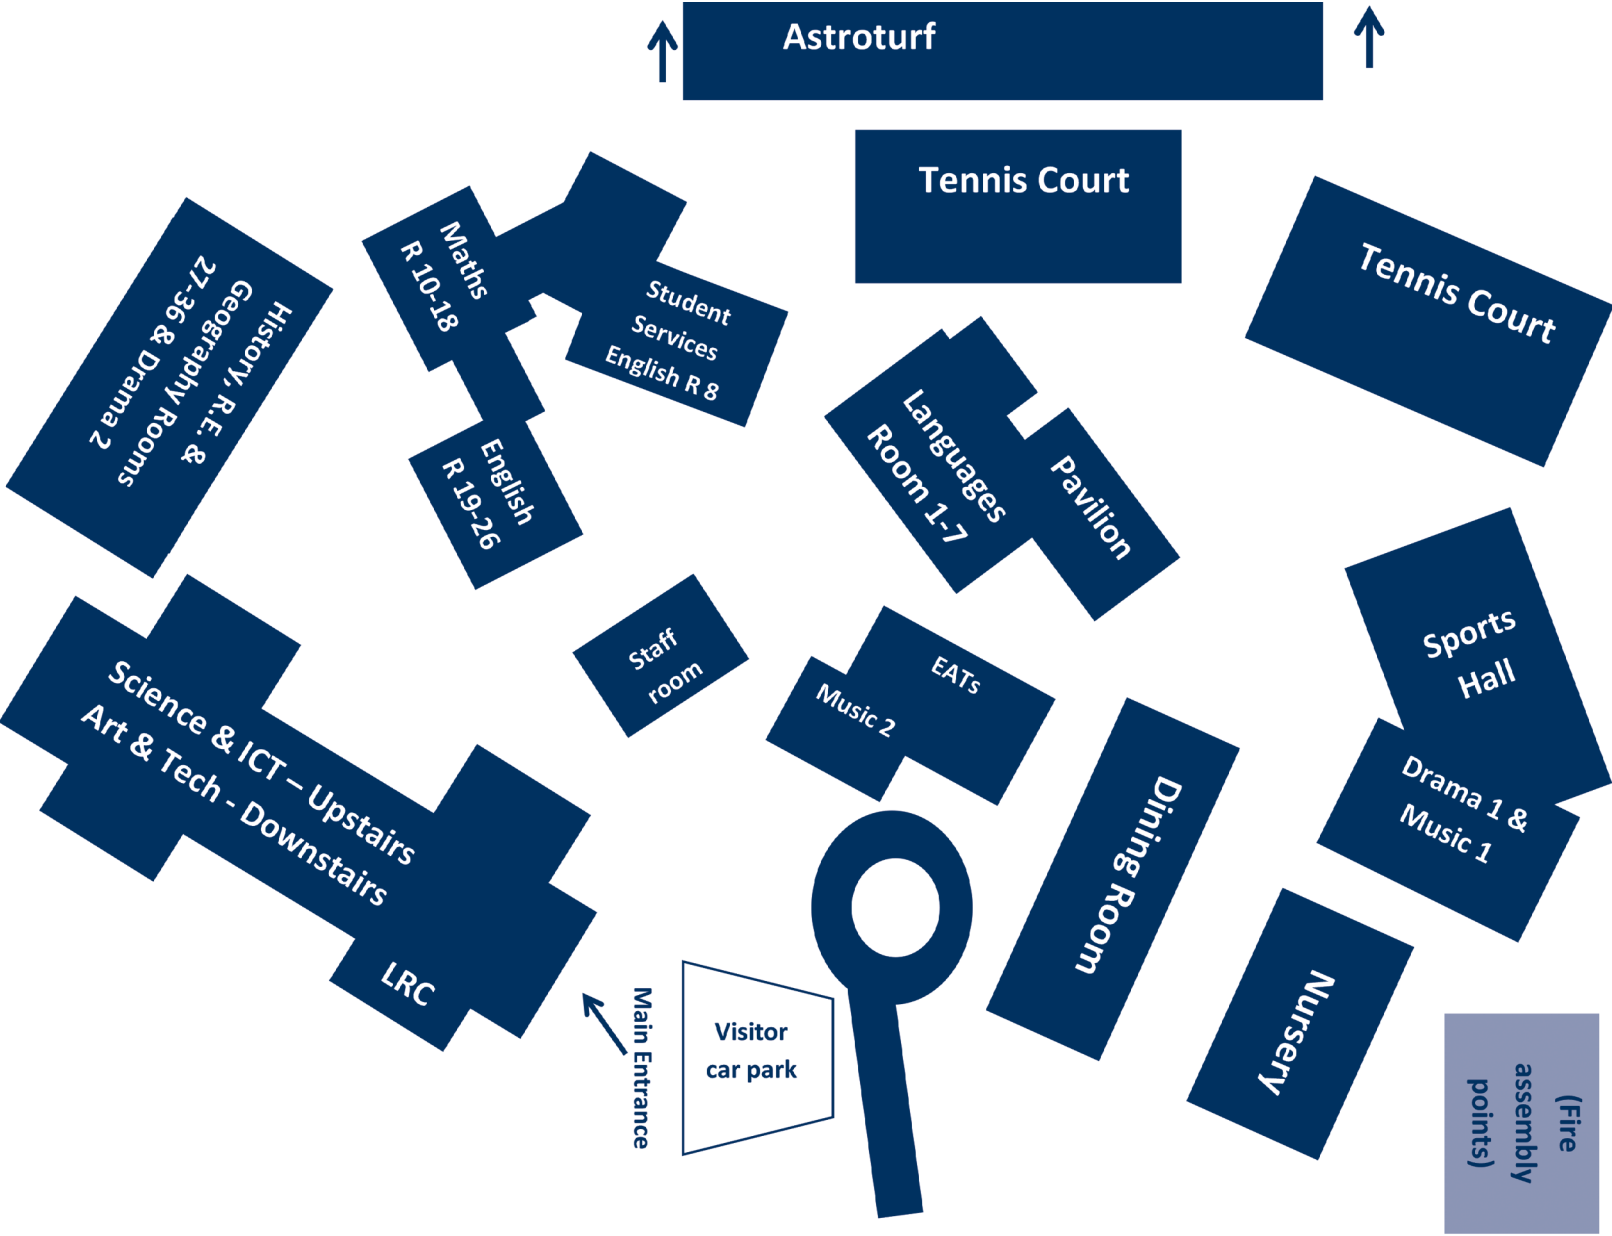 Astroturf
Tennis Court
Tennis Court
Maths
R 10-18
Student
Services
English R 8
History, R.E. &
Geography Rooms
27-36 & Drama 2
English
R 19-26
Languages
Room 1-7
Pavilion
Sports
Hall
Staff
room
EATs
Music 2
Science & ICT – Upstairs
Art & Tech - Downstairs
Drama 1 &
Music 1
Dining Room
LRC
Main Entrance
Visitor
car park
Nursery
(Fire
assembly
points)